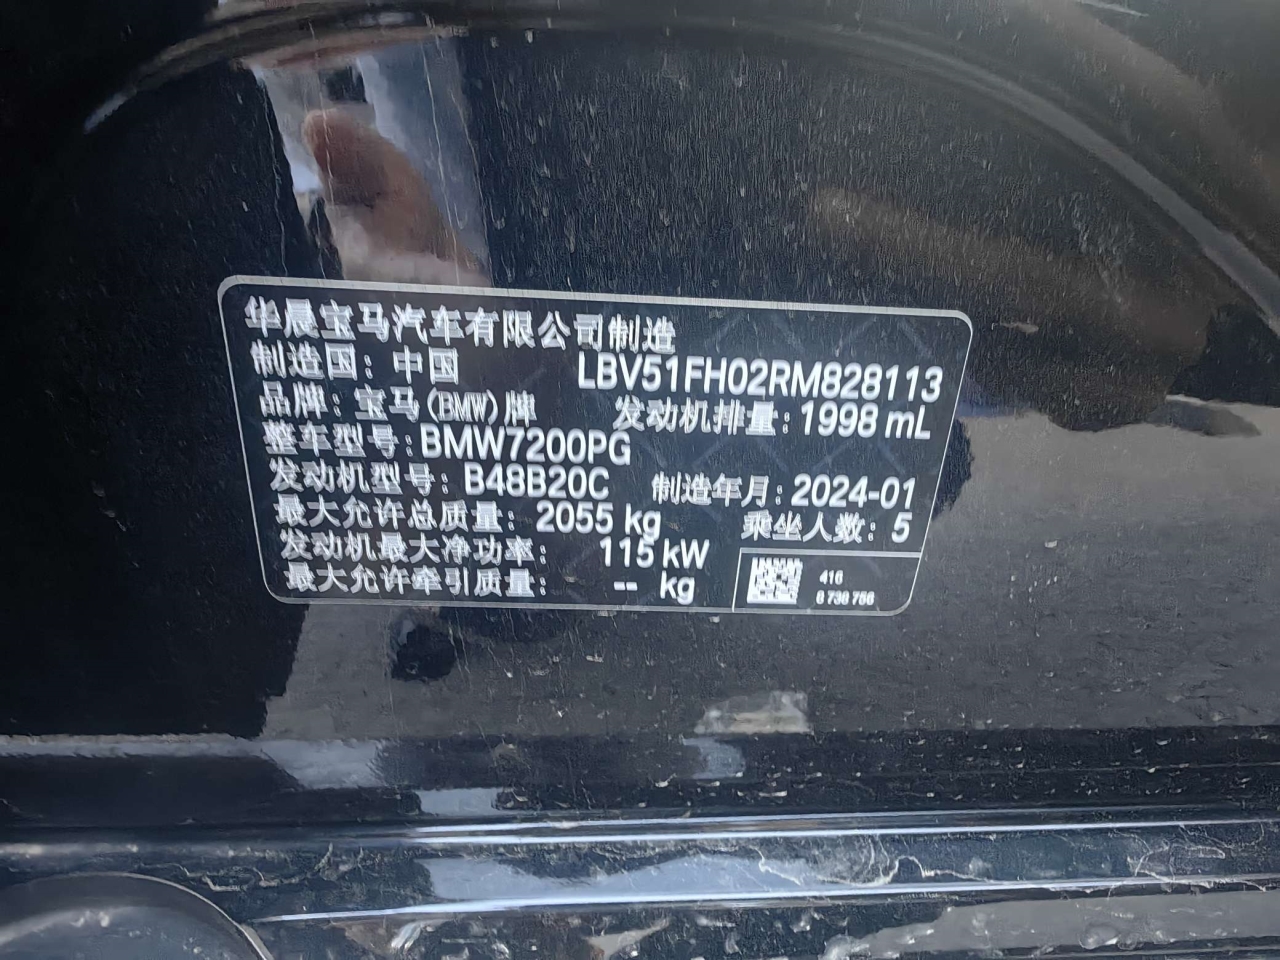 华晨宝马汽车有限公司制造
制造国：中国 LBV51FH02RM828113
品牌：宝马(BMW)牌 发动机排量：1998 mL
整车型号：BMW7200PG
发动机型号：B48B20C 制造年月：2024-01
最大允许总质量：2055 kg 乘坐人数：5
发动机最大净功率：115 kW
最大允许牵引质量：-- kg
416
8 738 756